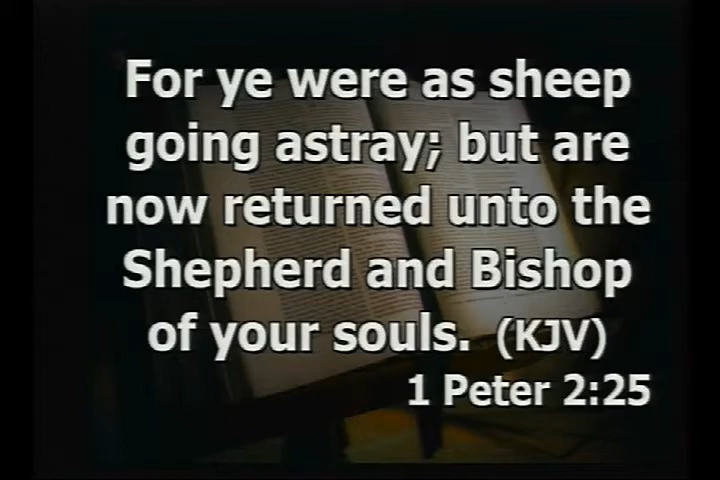 For ye were as sheep
going astray; but are
now returned unto the
Shepherd and Bishop
of your souls. (KJV)
1 Peter 2:25